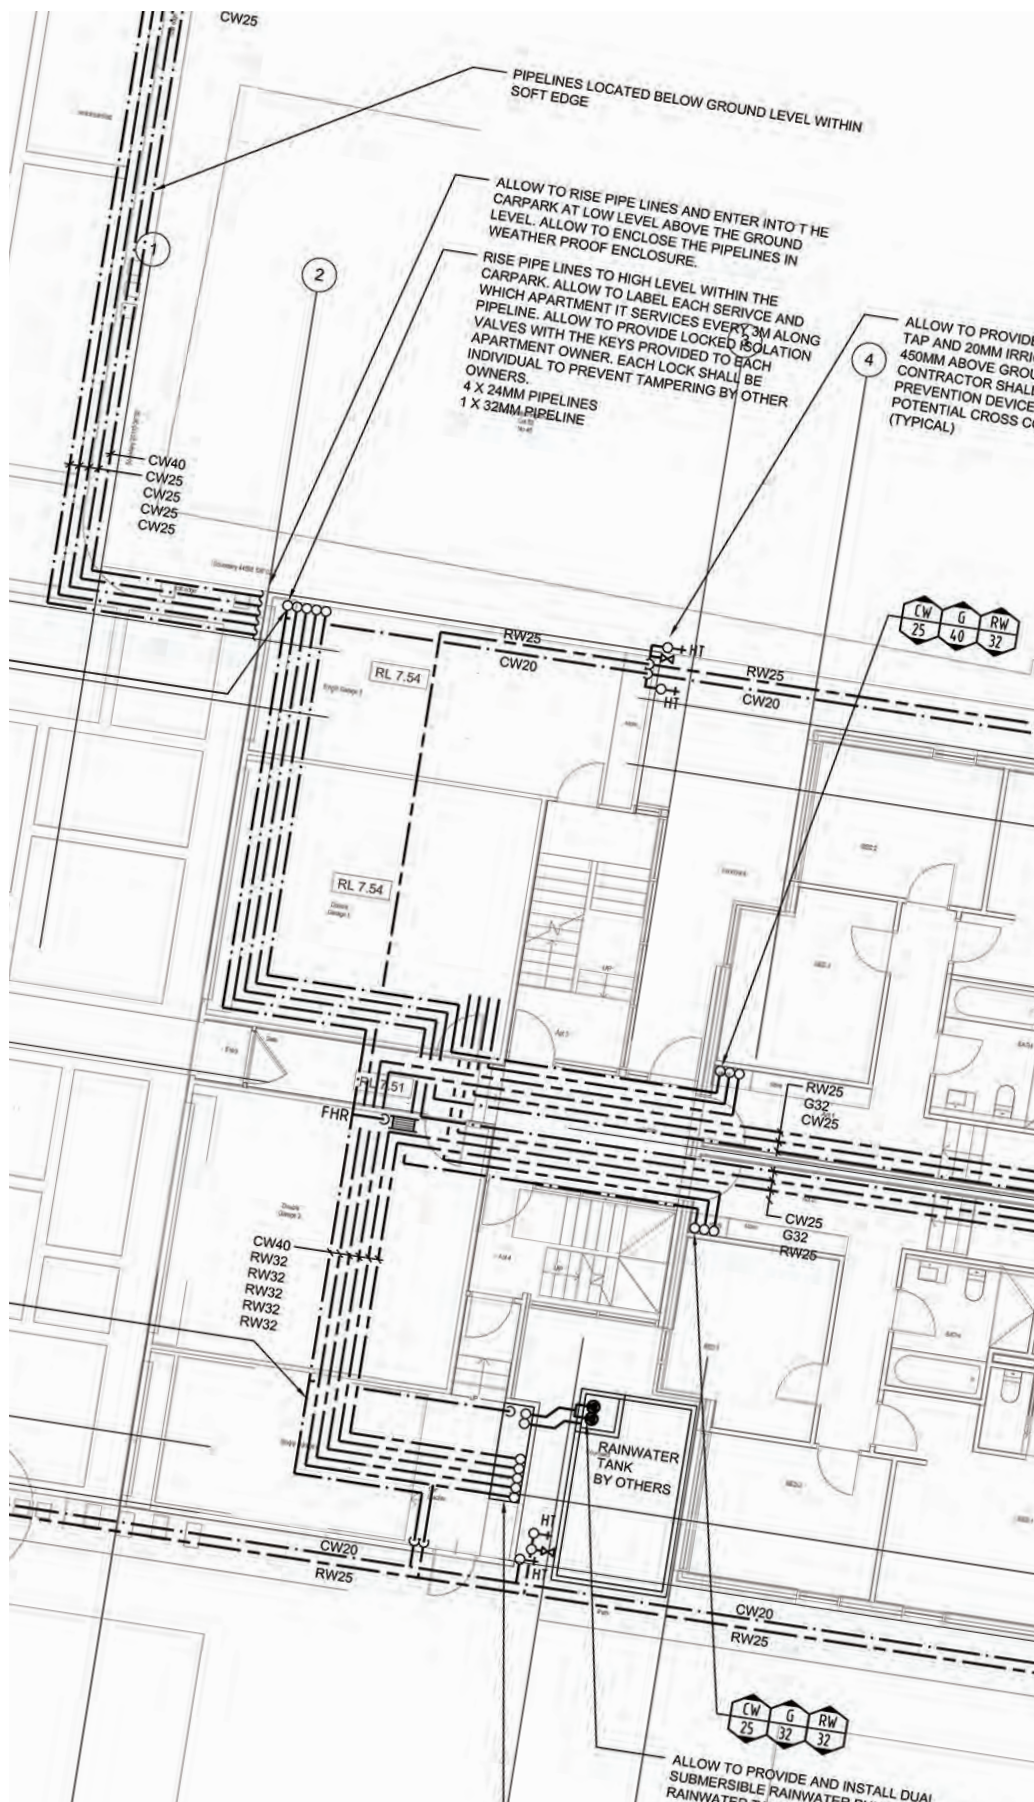 CW25
PIPELINES LOCATED BELOW GROUND LEVEL WITHIN
SOFT EDGE
ALLOW TO RISE PIPE LINES AND ENTER INTO T HE
CARPARK AT LOW LEVEL ABOVE THE GROUND
LEVEL. ALLOW TO ENCLOSE THE PIPELINES IN
WEATHER PROOF ENCLOSURE.
1
2
RISE PIPE LINES TO HIGH LEVEL WITHIN THE
CARPARK. ALLOW TO LABEL EACH SERIVCE AND
WHICH APARTMENT IT SERVICES EVERY 3M ALONG
PIPELINE. ALLOW TO PROVIDE LOCKED ISOLATION
VALVES WITH THE KEYS PROVIDED TO EACH
APARTMENT OWNER. EACH LOCK SHALL BE
INDIVIDUAL TO PREVENT TAMPERING BY OTHER
OWNERS.
4 X 24MM PIPELINES
1 X 32MM PIPELINE
3
4
ALLOW TO PROVIDE
TAP AND 20MM
450MM ABOVE
CONTRACTOR
PREVENTION DEVICE
POTENTIAL CROSS
(TYPICAL)
CW40
CW25
CW25
CW25
CW25
CW 25
G 40
RW 32
RW25
CW20
HT
HT
RW25
CW20
RL 7.54
RL 7.54
BED 2
UP
RL 7.51
FHR
RW25
G32
CW25
CW25
G32
RW25
CW40
RW32
RW32
RW32
RW32
RW32
UP
UP
RAINWATER
TANK
BY OTHERS
HT
HT
CW20
RW25
CW20
RW25
CW 25
G 32
RW 32
ALLOW TO PROVIDE AND INSTALL DUAL
SUBMERSIBLE RAINWATER
RAINWATER